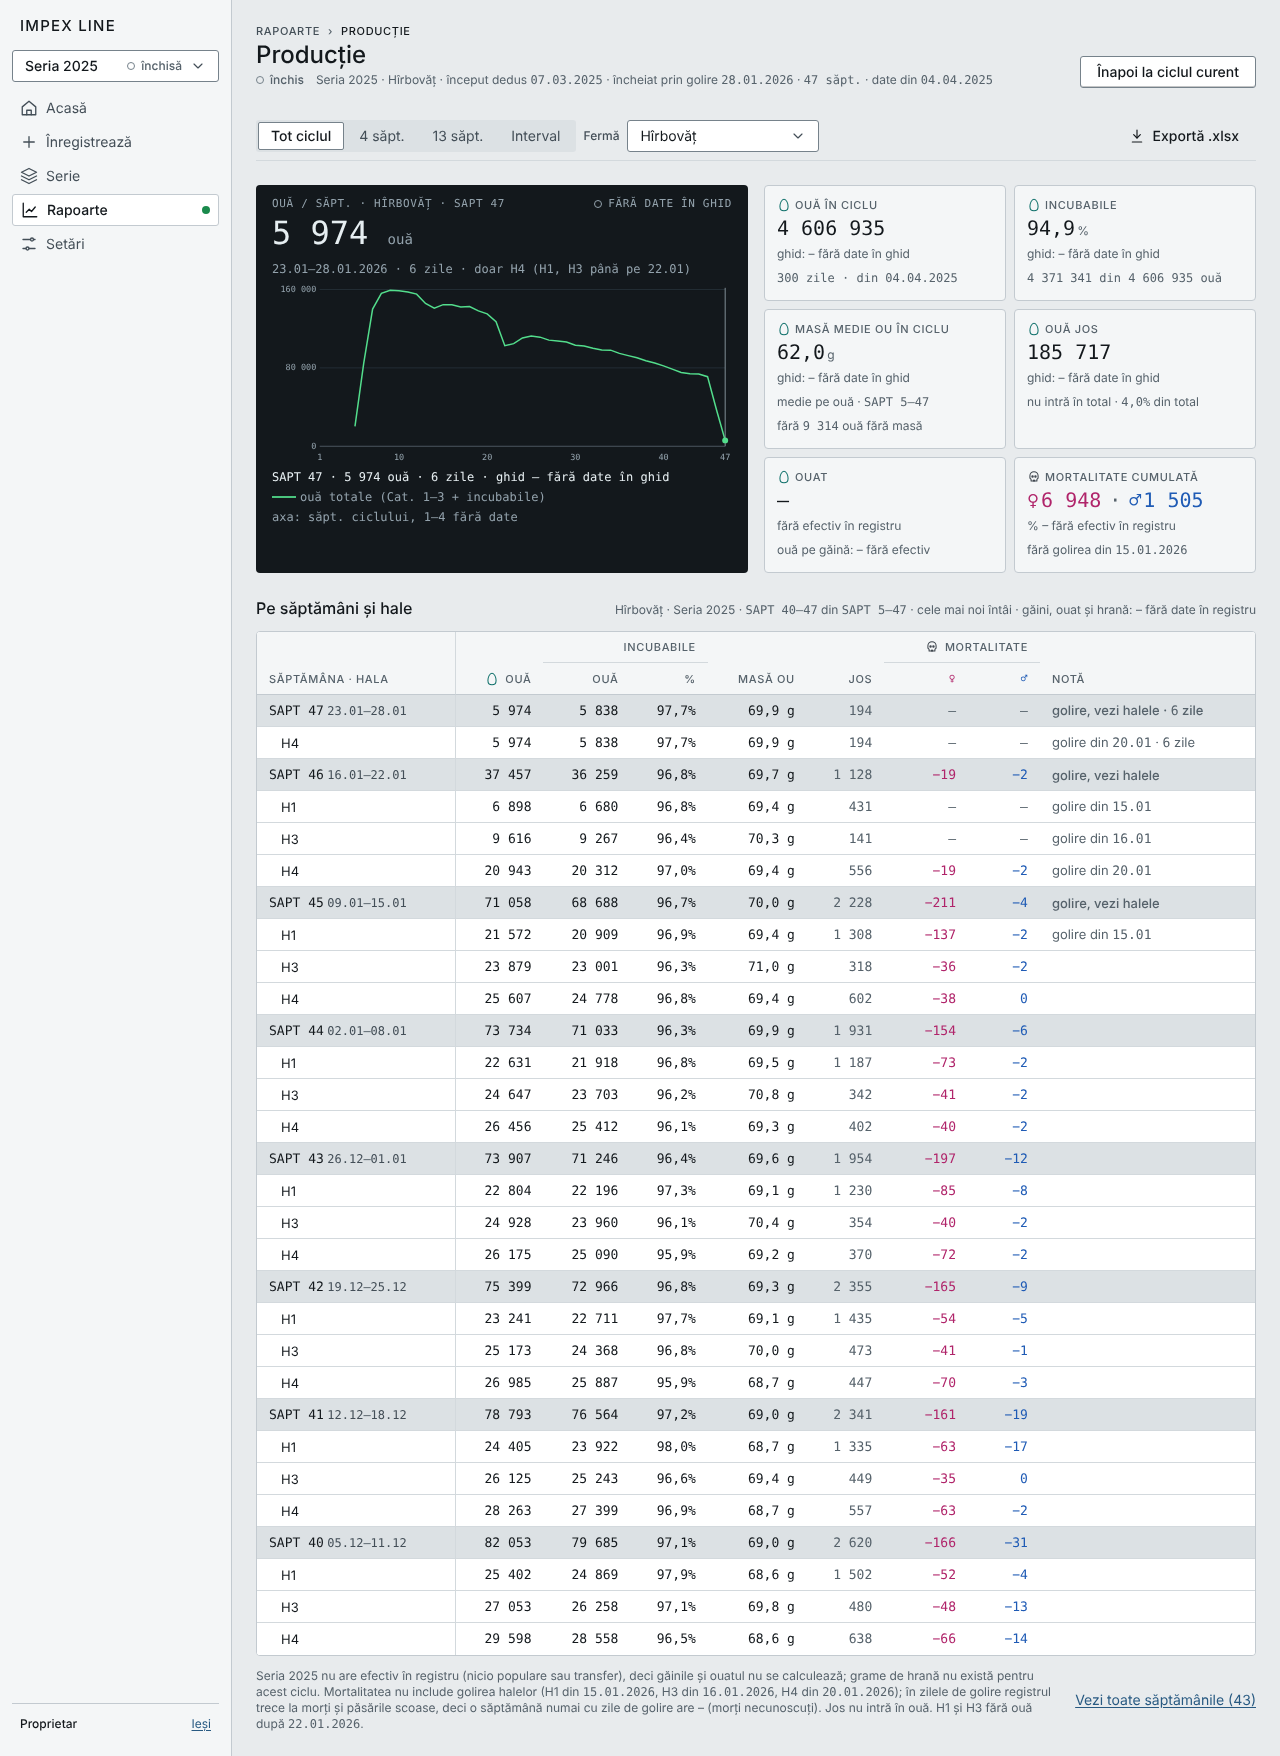 IMPEX LINE
Seria 2025 închisă
Acasă
Înregistrează
Serie
Rapoarte
Setări
Proprietar Ieși
RAPOARTE › PRODUCȚIE
Producție
închis Seria 2025 · Hîrbovăț · început dedus 07.03.2025 · încheiat prin golire 28.01.2026 · 47 săpt. · date din 04.04.2025
Înapoi la ciclul curent
Tot ciclul 4 săpt. 13 săpt. Interval Fermă Hîrbovăț Exportă .xlsx
OUĂ / SĂPT. · HÎRBOVĂȚ · SAPT 47 FĂRĂ DATE ÎN GHID
5 974 ouă
23.01–28.01.2026 · 6 zile · doar H4 (H1, H3 până pe 22.01)
160 000
80 000
0
1 10 20 30 40 47
SAPT 47 · 5 974 ouă · 6 zile · ghid – fără date în ghid
ouă totale (Cat. 1–3 + incubabile)
axa: săpt. ciclului, 1–4 fără date
OUĂ ÎN CICLU
4 606 935
ghid: – fără date în ghid
300 zile · din 04.04.2025
INCUBABILE
94,9 %
ghid: – fără date în ghid
4 371 341 din 4 606 935 ouă
MASĂ MEDIE OU ÎN CICLU
62,0 g
ghid: – fără date în ghid
medie pe ouă · SAPT 5–47
fără 9 314 ouă fără masă
OUĂ JOS
185 717
ghid: – fără date în ghid
nu intră în total · 4,0% din total
OUAT
–
fără efectiv în registru
ouă pe găină: – fără efectiv
MORTALITATE CUMULATĂ
♀6 948 · ♂1 505
% – fără efectiv în registru
fără golirea din 15.01.2026
Pe săptămâni și hale
Hîrbovăț · Seria 2025 · SAPT 40–47 din SAPT 5–47 · cele mai noi întâi · găini, ouat și hrană: – fără date în registru
INCUBABILE MORTALITATE
SĂPTĂMÂNA · HALA OUĂ OUĂ % MASĂ OU JOS ♀ ♂ NOTĂ
SAPT 47 23.01–28.01 5 974 5 838 97,7% 69,9 g 194 – – golire, vezi halele · 6 zile
H4 5 974 5 838 97,7% 69,9 g 194 – – golire din 20.01 · 6 zile
SAPT 46 16.01–22.01 37 457 36 259 96,8% 69,7 g 1 128 −19 −2 golire, vezi halele
H1 6 898 6 680 96,8% 69,4 g 431 – – golire din 15.01
H3 9 616 9 267 96,4% 70,3 g 141 – – golire din 16.01
H4 20 943 20 312 97,0% 69,4 g 556 −19 −2 golire din 20.01
SAPT 45 09.01–15.01 71 058 68 688 96,7% 70,0 g 2 228 −211 −4 golire, vezi halele
H1 21 572 20 909 96,9% 69,4 g 1 308 −137 −2 golire din 15.01
H3 23 879 23 001 96,3% 71,0 g 318 −36 −2
H4 25 607 24 778 96,8% 69,4 g 602 −38 0
SAPT 44 02.01–08.01 73 734 71 033 96,3% 69,9 g 1 931 −154 −6
H1 22 631 21 918 96,8% 69,5 g 1 187 −73 −2
H3 24 647 23 703 96,2% 70,8 g 342 −41 −2
H4 26 456 25 412 96,1% 69,3 g 402 −40 −2
SAPT 43 26.12–01.01 73 907 71 246 96,4% 69,6 g 1 954 −197 −12
H1 22 804 22 196 97,3% 69,1 g 1 230 −85 −8
H3 24 928 23 960 96,1% 70,4 g 354 −40 −2
H4 26 175 25 090 95,9% 69,2 g 370 −72 −2
SAPT 42 19.12–25.12 75 399 72 966 96,8% 69,3 g 2 355 −165 −9
H1 23 241 22 711 97,7% 69,1 g 1 435 −54 −5
H3 25 173 24 368 96,8% 70,0 g 473 −41 −1
H4 26 985 25 887 95,9% 68,7 g 447 −70 −3
SAPT 41 12.12–18.12 78 793 76 564 97,2% 69,0 g 2 341 −161 −19
H1 24 405 23 922 98,0% 68,7 g 1 335 −63 −17
H3 26 125 25 243 96,6% 69,4 g 449 −35 0
H4 28 263 27 399 96,9% 68,7 g 557 −63 −2
SAPT 40 05.12–11.12 82 053 79 685 97,1% 69,0 g 2 620 −166 −31
H1 25 402 24 869 97,9% 68,6 g 1 502 −52 −4
H3 27 053 26 258 97,1% 69,8 g 480 −48 −13
H4 29 598 28 558 96,5% 68,6 g 638 −66 −14
Seria 2025 nu are efectiv în registru (nicio populare sau transfer), deci găinile și ouatul nu se calculează; grame de hrană nu există pentru
acest ciclu. Mortalitatea nu include golirea halelor (H1 din 15.01.2026, H3 din 16.01.2026, H4 din 20.01.2026); în zilele de golire registrul
trece la morți și păsările scoase, deci o săptămână numai cu zile de golire are – (morți necunoscuți). Jos nu intră în ouă. H1 și H3 fără ouă
după 22.01.2026.
Vezi toate săptămânile (43)